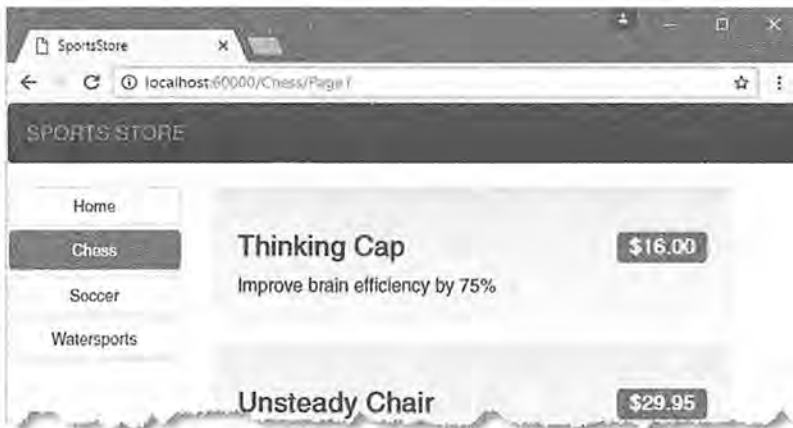 SportsStore
localhost:60000/Chess/Page1
SPORTS STORE
Home
Chess
Soccer
Watersports
Thinking Cap
$16.00
Improve brain efficiency by 75%
Unsteady Chair
$29.95